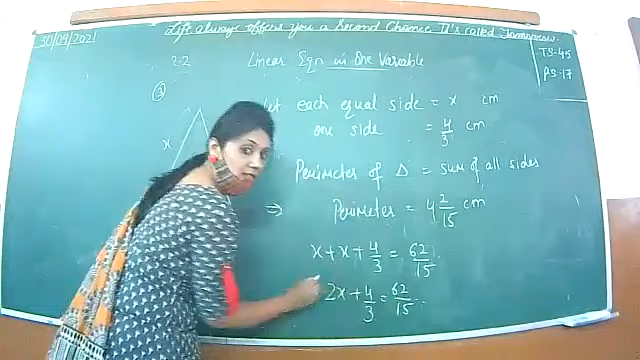 30/09/2021
Life always offers you a Second Chance It's called Tomorrow.
TS-45
PS-17
2.2 Linear Eqn in One Variable
③
Let each equal side = x cm
one side = 4/3 cm
x
Perimeter of Δ = sum of all sides
⇒ Perimeter = 4 2/15 cm
x + x + 4/3 = 62/15
2x + 4/3 = 62/15